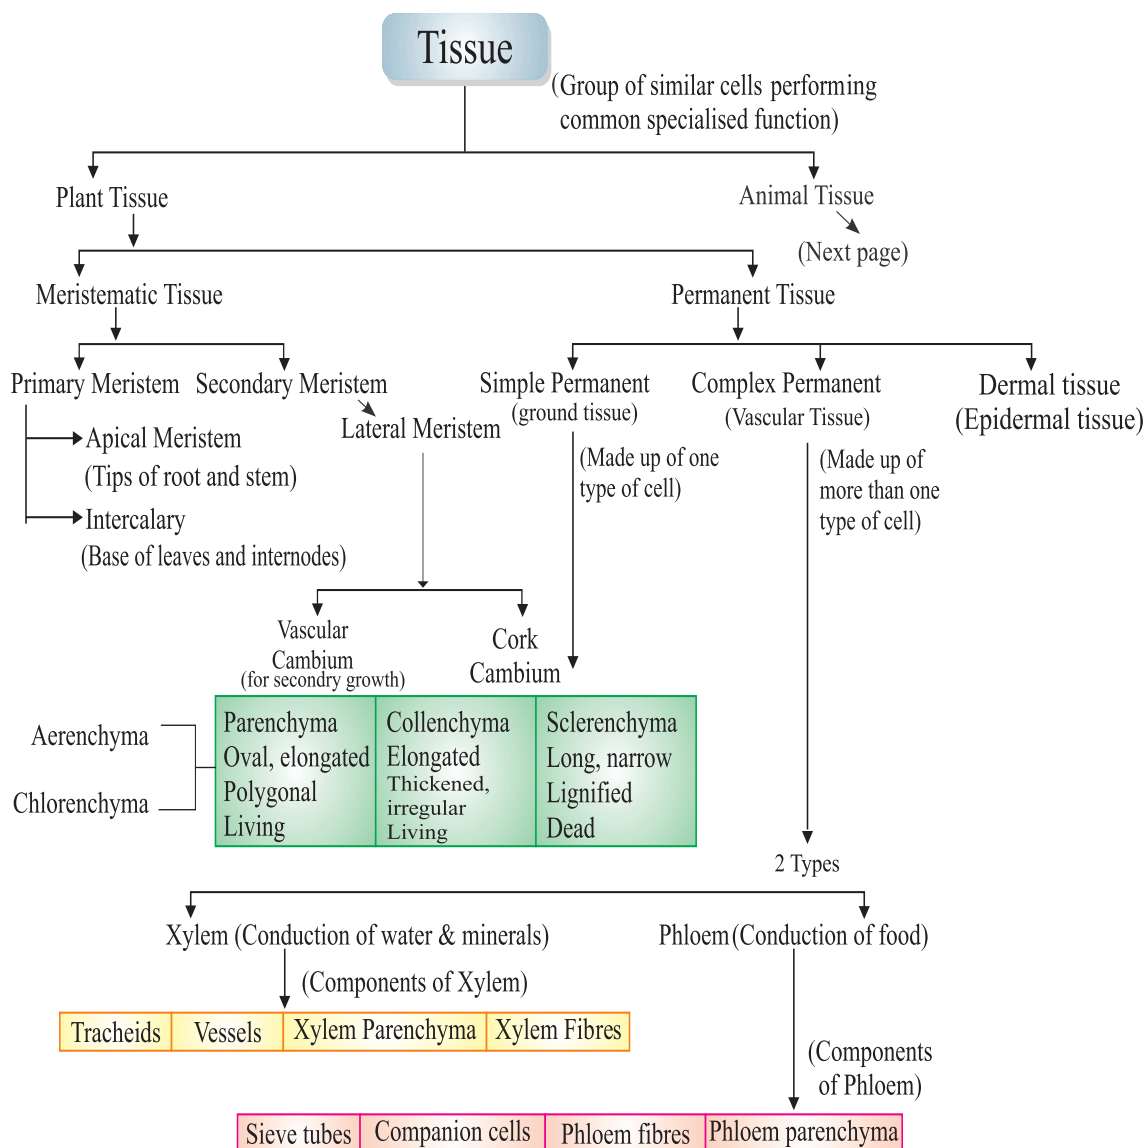 Tissue
(Group of similar cells performing
common specialised function)
Plant Tissue
Animal Tissue
(Next page)
Meristematic Tissue
Permanent Tissue
Primary Meristem
Secondary Meristem
Lateral Meristem
Simple Permanent
(ground tissue)
Complex Permanent
(Vascular Tissue)
Dermal tissue
(Epidermal tissue)
Apical Meristem
(Tips of root and stem)
Intercalary
(Base of leaves and internodes)
(Made up of one
type of cell)
(Made up of
more than one
type of cell)
Vascular
Cambium
(for secondry growth)
Cork
Cambium
Aerenchyma
Chlorenchyma
Parenchyma
Oval, elongated
Polygonal
Living
Collenchyma
Elongated
Thickened,
irregular
Living
Sclerenchyma
Long, narrow
Lignified
Dead
2 Types
Xylem (Conduction of water & minerals)
Phloem (Conduction of food)
(Components of Xylem)
Tracheids
Vessels
Xylem Parenchyma
Xylem Fibres
(Components
of Phloem)
Sieve tubes
Companion cells
Phloem fibres
Phloem parenchyma